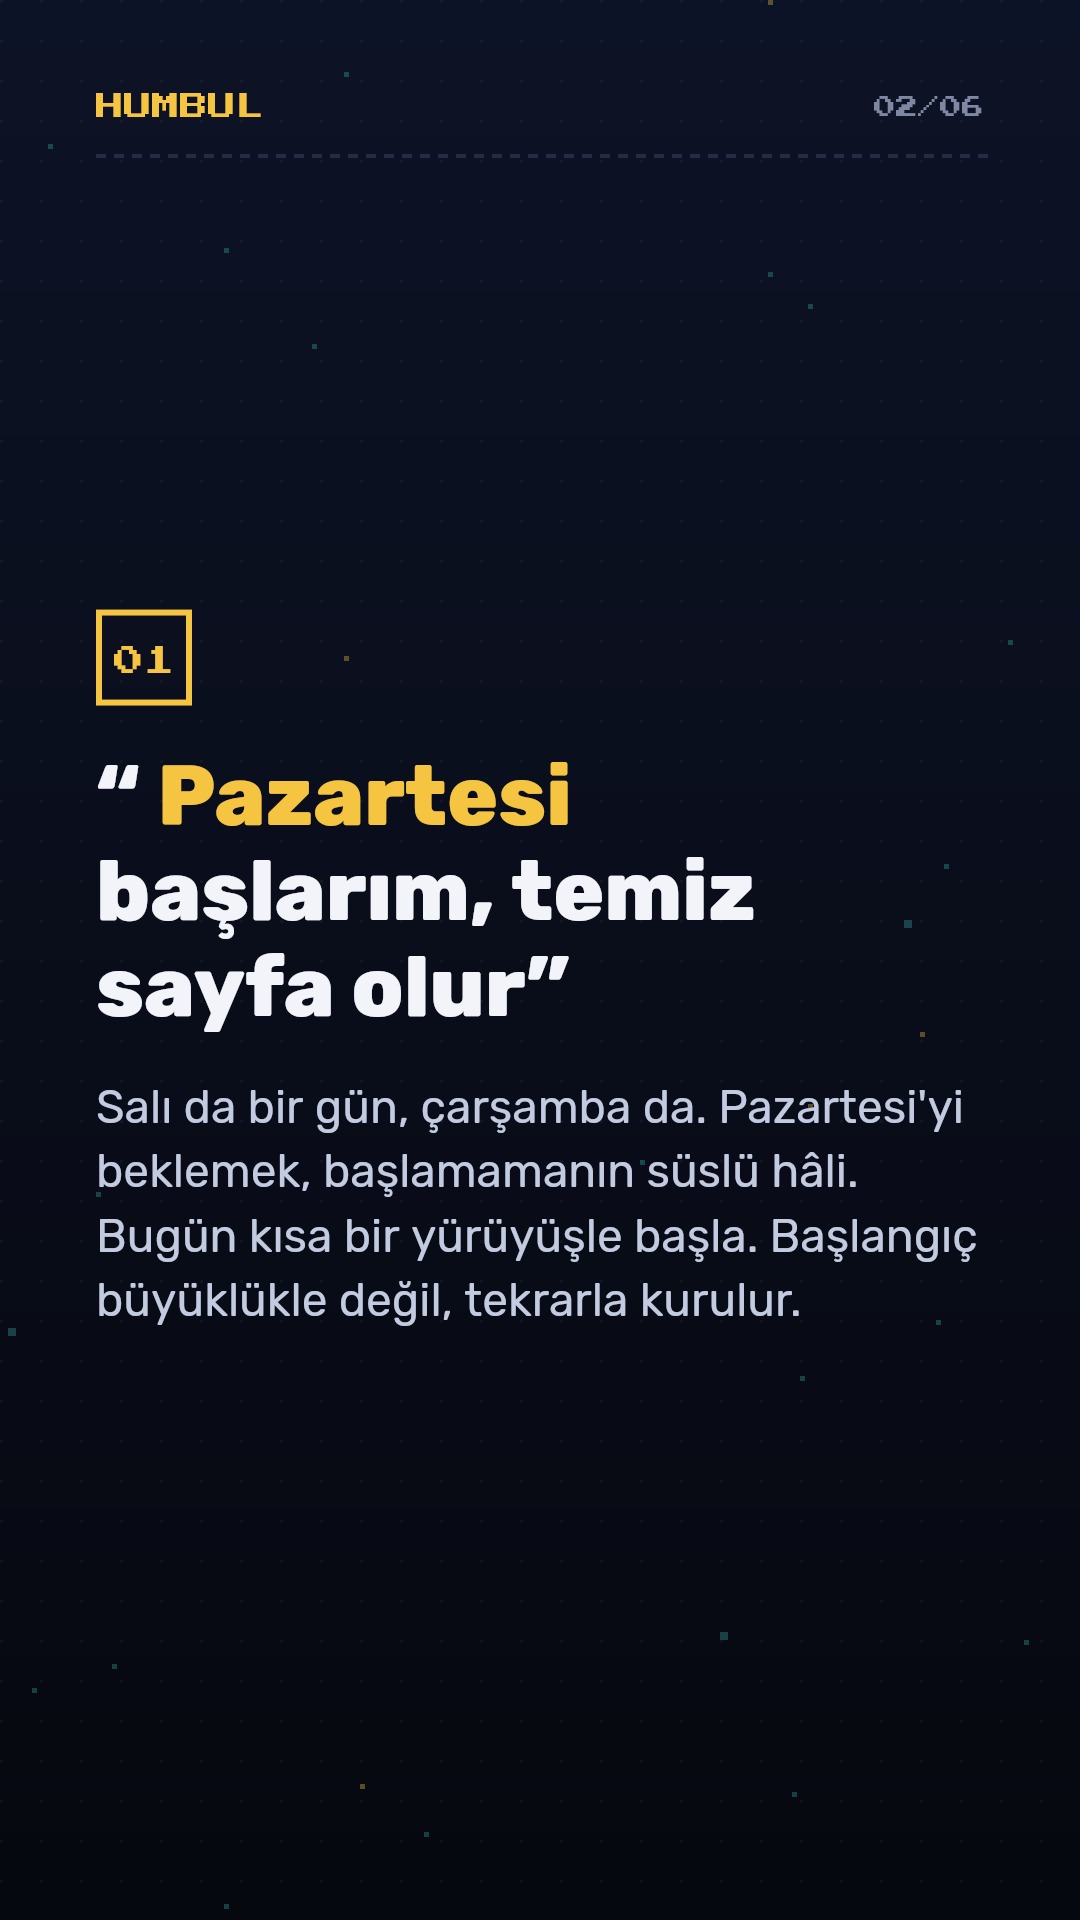 HUMBUL
02/06
01
“ Pazartesi
başlarım, temiz
sayfa olur”
Salı da bir gün, çarşamba da. Pazartesi'yi
beklemek, başlamamanın süslü hâli.
Bugün kısa bir yürüyüşle başla. Başlangıç
büyüklükle değil, tekrarla kurulur.